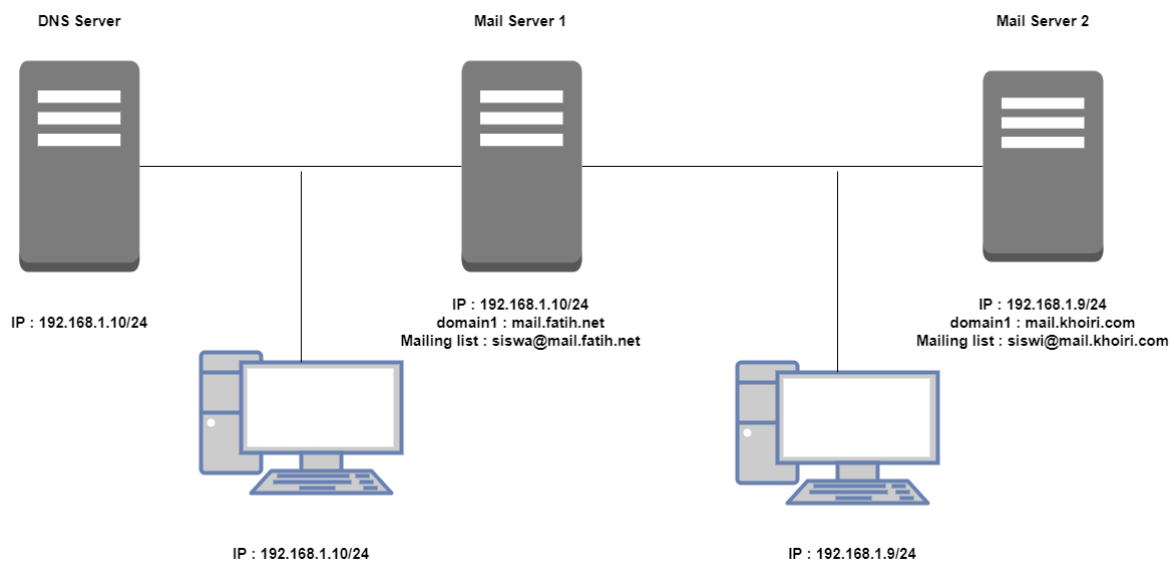 DNS Server
Mail Server 1
Mail Server 2
IP : 192.168.1.10/24
IP : 192.168.1.10/24
domain1 : mail.fatih.net
Mailing list : siswa@mail.fatih.net
IP : 192.168.1.9/24
domain1 : mail.khoiri.com
Mailing list : siswi@mail.khoiri.com
IP : 192.168.1.10/24
IP : 192.168.1.9/24